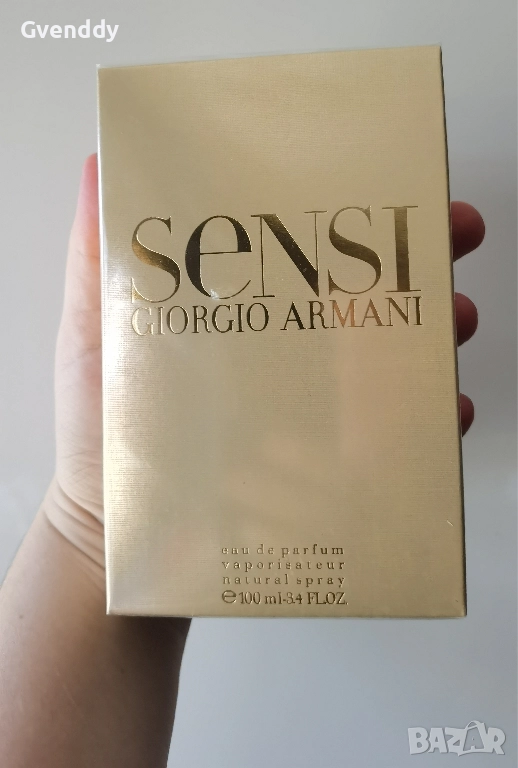 Gvenddy
SeNSI
GIORGIO ARMANI
eau de parfum
vaporisateur
natural spray
℮100 ml-3.4 FL.OZ.
BAZAR